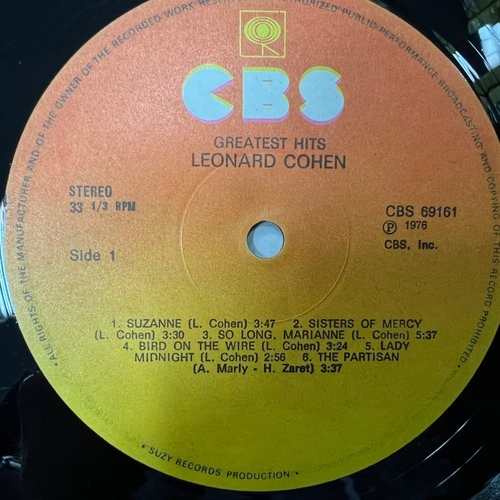 ALL RIGHTS OF THE MANUFACTURER AND OF THE OWNER OF THE RECORDED WORK RESERVED. UNAUTHORIZED PUBLIC PERFORMANCE BROADCASTING AND COPYING OF THIS RECORD PROHIBITED.
CBS
GREATEST HITS
LEONARD COHEN
STEREO
33 1/3 RPM
Side 1
CBS 69161
Ⓟ 1976
CBS, Inc.
1. SUZANNE (L. Cohen) 3:47 2. SISTERS OF MERCY
(L. Cohen) 3:30 3. SO LONG, MARIANNE (L. Cohen) 5:37
4. BIRD ON THE WIRE (L. Cohen) 3:24 5. LADY
MIDNIGHT (L. Cohen) 2:56 6. THE PARTISAN
(A. Marly - H. Zaret) 3:37
• SUZY RECORDS PRODUCTION •